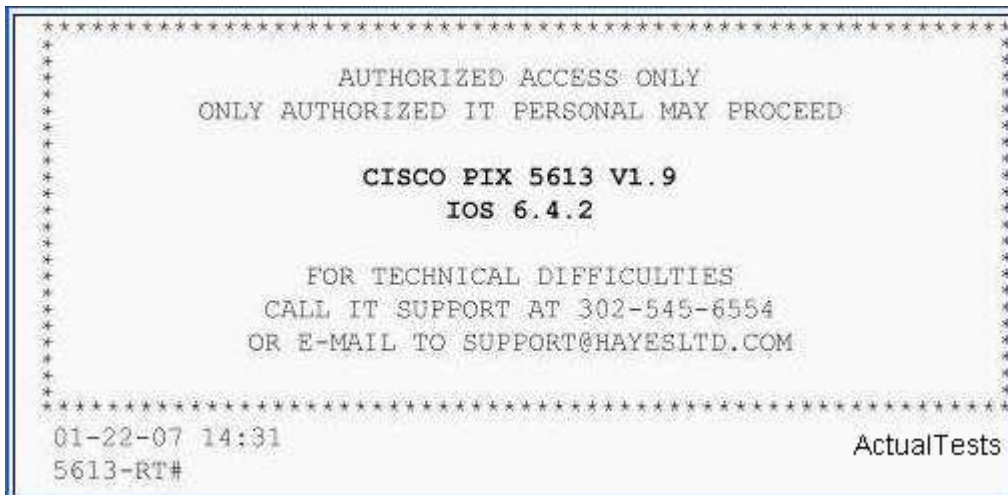 AUTHORIZED ACCESS ONLY
ONLY AUTHORIZED IT PERSONAL MAY PROCEED
CISCO PIX 5613 V1.9
IOS 6.4.2
FOR TECHNICAL DIFFICULTIES
CALL IT SUPPORT AT 302-545-6554
OR E-MAIL TO SUPPORT@HAYESLTD.COM
01-22-07 14:31
5613-RT#
ActualTests